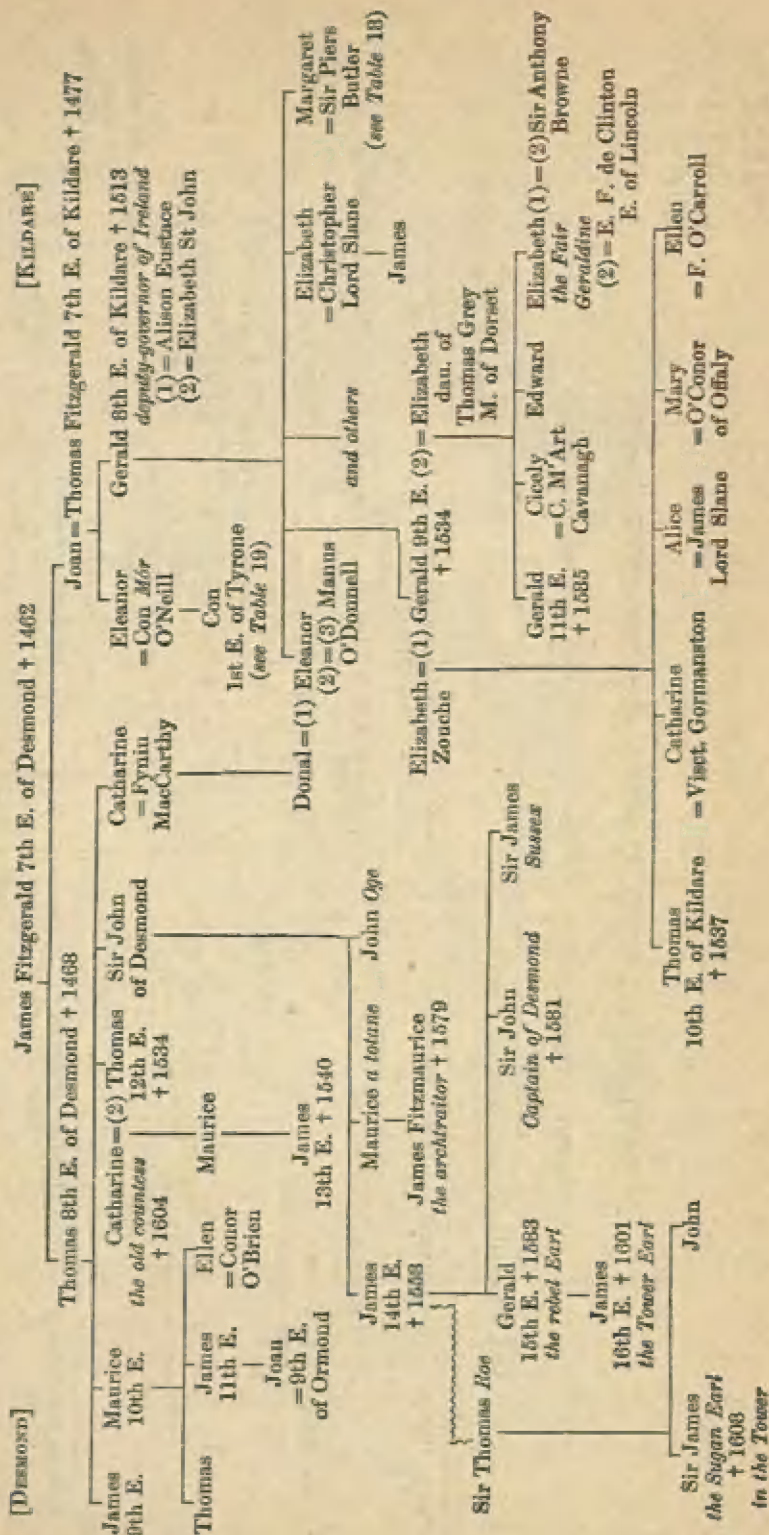 [DESMOND]
[KILDARE]
James Fitzgerald 7th E. of Desmond † 1462
Thomas 8th E. of Desmond † 1468
Joan = Thomas Fitzgerald 7th E. of Kildare † 1477
James
9th E.
Maurice
10th E.
Catharine = (2) Thomas
the old countess
† 1604
12th E.
† 1534
Sir John
of Desmond
Catharine
= Fynin
MacCarthy
Eleanor
= Con Mór
O'Neill
Gerald 8th E. of Kildare † 1513
deputy-governor of Ireland
(1) = Alison Eustace
(2) = Elizabeth St John
Con
1st E. of Tyrone
(see Table 19)
Thomas
James
11th E.
Ellen
= Conor
O'Brien
Maurice
Joan
= 9th E.
of Ormond
James
13th E. † 1540
Donal = (1) Eleanor
(2) = (3) Manus
O'Donnell
and others
Elizabeth
= Christopher
Lord Slane
James
Margaret
= Sir Piers
Butler
(see Table 18)
James
14th E.
† 1558
Maurice a totane
John Oge
James Fitzmaurice
the architraitor † 1579
Elizabeth = (1) Gerald 9th E. (2) = Elizabeth
Zouche
† 1534
dau. of
Thomas Grey
M. of Dorset
Sir Thomas Roe
Gerald
15th E. † 1583
the rebel Earl
Sir John
Captain of Desmond
† 1581
Sir James
Sussex
Gerald
11th E.
† 1585
Cicely
= C. M'Art
Cavanagh
Edward
Elizabeth (1) = (2) Sir Anthony
the Fair
Geraldine
Browne
(2) = E. F. de Clinton
E. of Lincoln
James
16th E. † 1601
the Tower Earl
Sir James
the Sugan Earl
† 1608
in the Tower
John
Thomas
10th E. of Kildare
† 1537
Catharine
= Visct. Gormanston
Alice
= James
Lord Slane
Mary
= O'Conor
of Offaly
Ellen
= F. O'Carroll